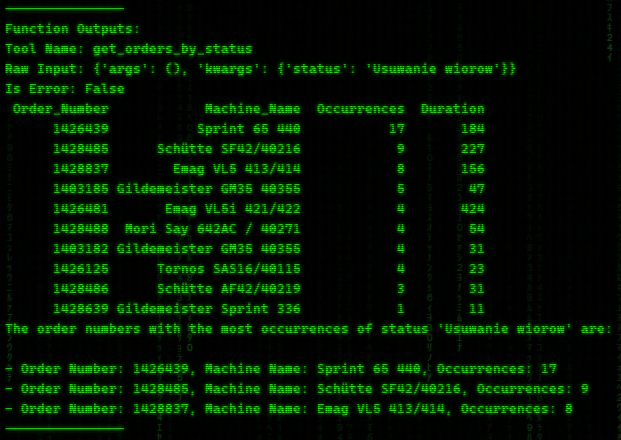 Function Outputs:
Tool Name: get_orders_by_status
Raw Input: {'args': (), 'kwargs': {'status': 'Usuwanie wiorow'}}
Is Error: False
Order_Number Machine_Name Occurrences Duration
1426439 Sprint 65 440 17 184
1428485 Schütte SF42/40216 9 227
1428837 Emag VL5 413/414 8 156
1403185 Gildemeister GM35 40355 5 47
1426481 Emag VL5i 421/422 4 424
1428488 Mori Say 642AC / 40271 4 54
1403182 Gildemeister GM35 40355 4 31
1426125 Tornos SAS16/40115 4 23
1428486 Schütte AF42/40219 3 31
1428639 Gildemeister Sprint 336 1 11
The order numbers with the most occurrences of status 'Usuwanie wiorow' are:
- Order Number: 1426439, Machine Name: Sprint 65 440, Occurrences: 17
- Order Number: 1428485, Machine Name: Schütte SF42/40216, Occurrences: 9
- Order Number: 1428837, Machine Name: Emag VL5 413/414, Occurrences: 8